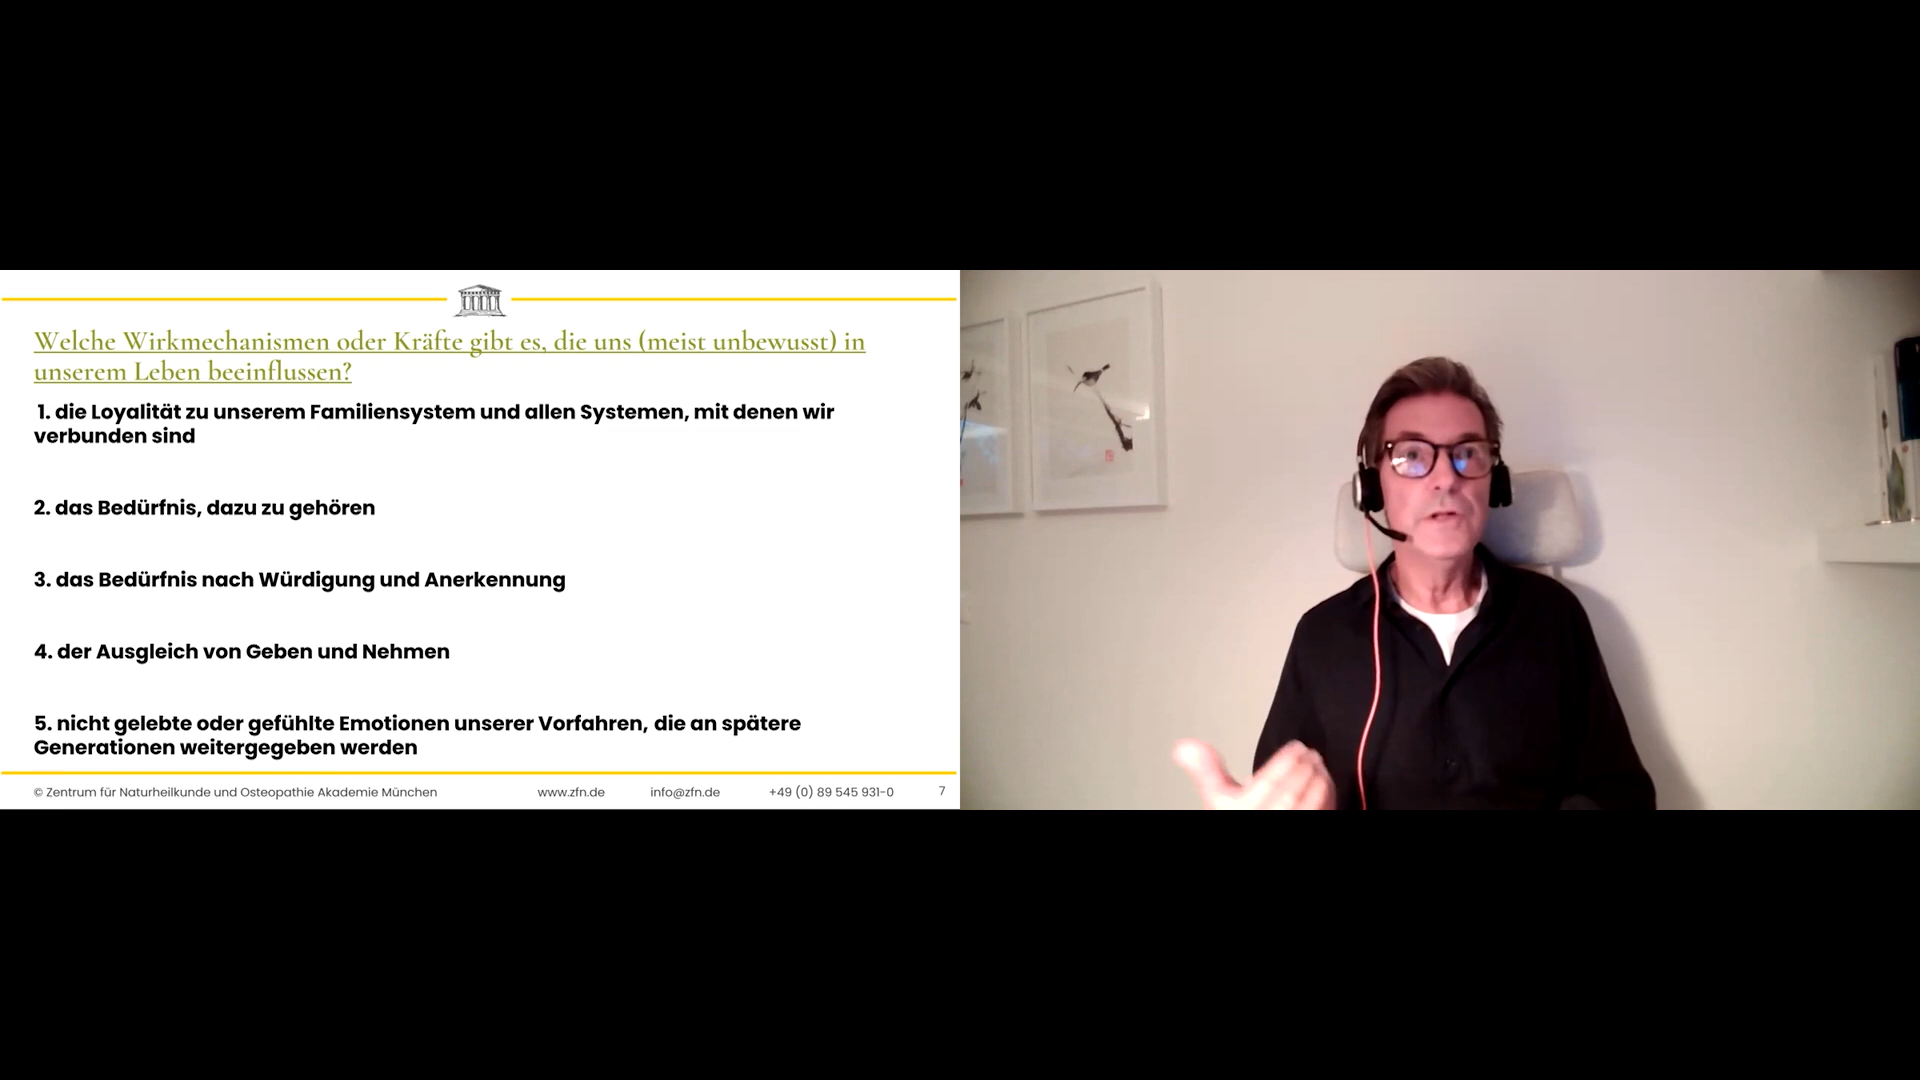 Welche Wirkmechanismen oder Kräfte gibt es, die uns (meist unbewusst) in
unserem Leben beeinflussen?
1. die Loyalität zu unserem Familiensystem und allen Systemen, mit denen wir
verbunden sind
2. das Bedürfnis, dazu zu gehören
3. das Bedürfnis nach Würdigung und Anerkennung
4. der Ausgleich von Geben und Nehmen
5. nicht gelebte oder gefühlte Emotionen unserer Vorfahren, die an spätere
Generationen weitergegeben werden
© Zentrum für Naturheilkunde und Osteopathie Akademie München www.zfn.de info@zfn.de +49 (0) 89 545 931-0 7